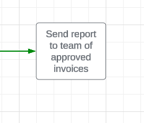 Send report
to team of
approved
invoices